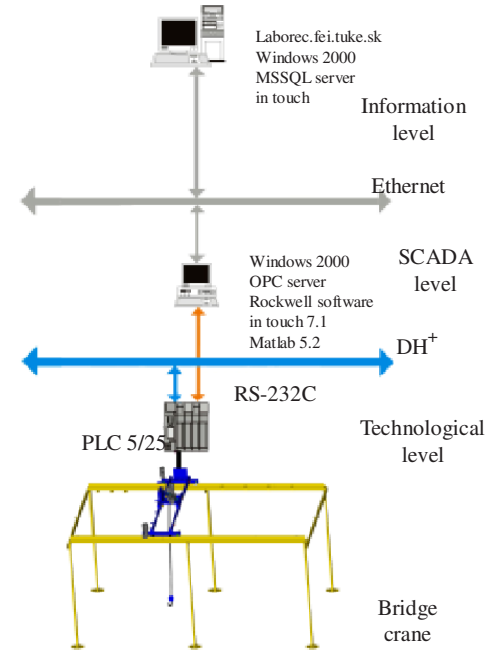 Laborec.fei.tuke.sk
Windows 2000
MSSQL server
in touch
Information
level
Ethernet
Windows 2000
OPC server
Rockwell software
in touch 7.1
Matlab 5.2
SCADA
level
DH+
RS-232C
PLC 5/25
Technological
level
Bridge
crane